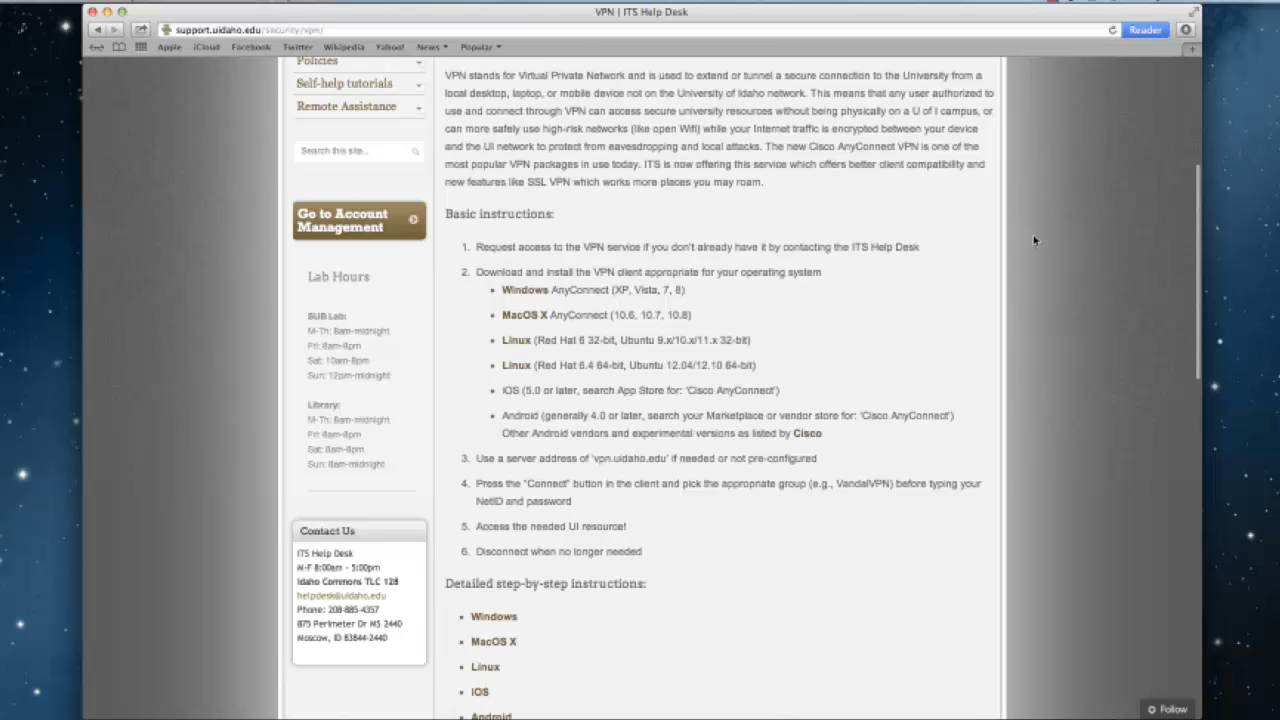 VPN | ITS Help Desk
support.uidaho.edu/security/vpn/
Reader
Apple iCloud Facebook Twitter Wikipedia Yahoo! News Popular
Policies
Self-help tutorials
Remote Assistance
Search this site...
Go to Account
Management
Lab Hours
SUB Lab:
M-Th: 8am-midnight
Fri: 8am-8pm
Sat: 10am-8pm
Sun: 12pm-midnight
Library:
M-Th: 8am-midnight
Fri: 8am-8pm
Sat: 8am-8pm
Sun: 8am-midnight
Contact Us
ITS Help Desk
M-F 8:00am - 5:00pm
Idaho Commons TLC 128
helpdesk@uidaho.edu
Phone: 208-885-4357
875 Perimeter Dr MS 2440
Moscow, ID 83844-2440
VPN stands for Virtual Private Network and is used to extend or tunnel a secure connection to the University from a
local desktop, laptop, or mobile device not on the University of Idaho network. This means that any user authorized to
use and connect through VPN can access secure university resources without being physically on a U of I campus, or
can more safely use high-risk networks (like open Wifi) while your Internet traffic is encrypted between your device
and the UI network to protect from eavesdropping and local attacks. The new Cisco AnyConnect VPN is one of the
most popular VPN packages in use today. ITS is now offering this service which offers better client compatibility and
new features like SSL VPN which works more places you may roam.
Basic instructions:
1. Request access to the VPN service if you don't already have it by contacting the ITS Help Desk
2. Download and install the VPN client appropriate for your operating system
• Windows AnyConnect (XP, Vista, 7, 8)
• MacOS X AnyConnect (10.6, 10.7, 10.8)
• Linux (Red Hat 6 32-bit, Ubuntu 9.x/10.x/11.x 32-bit)
• Linux (Red Hat 6.4 64-bit, Ubuntu 12.04/12.10 64-bit)
• iOS (5.0 or later, search App Store for: 'Cisco AnyConnect')
• Android (generally 4.0 or later, search your Marketplace or vendor store for: 'Cisco AnyConnect')
Other Android vendors and experimental versions as listed by Cisco
3. Use a server address of 'vpn.uidaho.edu' if needed or not pre-configured
4. Press the "Connect" button in the client and pick the appropriate group (e.g., VandalVPN) before typing your
NetID and password
5. Access the needed UI resource!
6. Disconnect when no longer needed
Detailed step-by-step instructions:
• Windows
• MacOS X
• Linux
• iOS
• Android
Follow